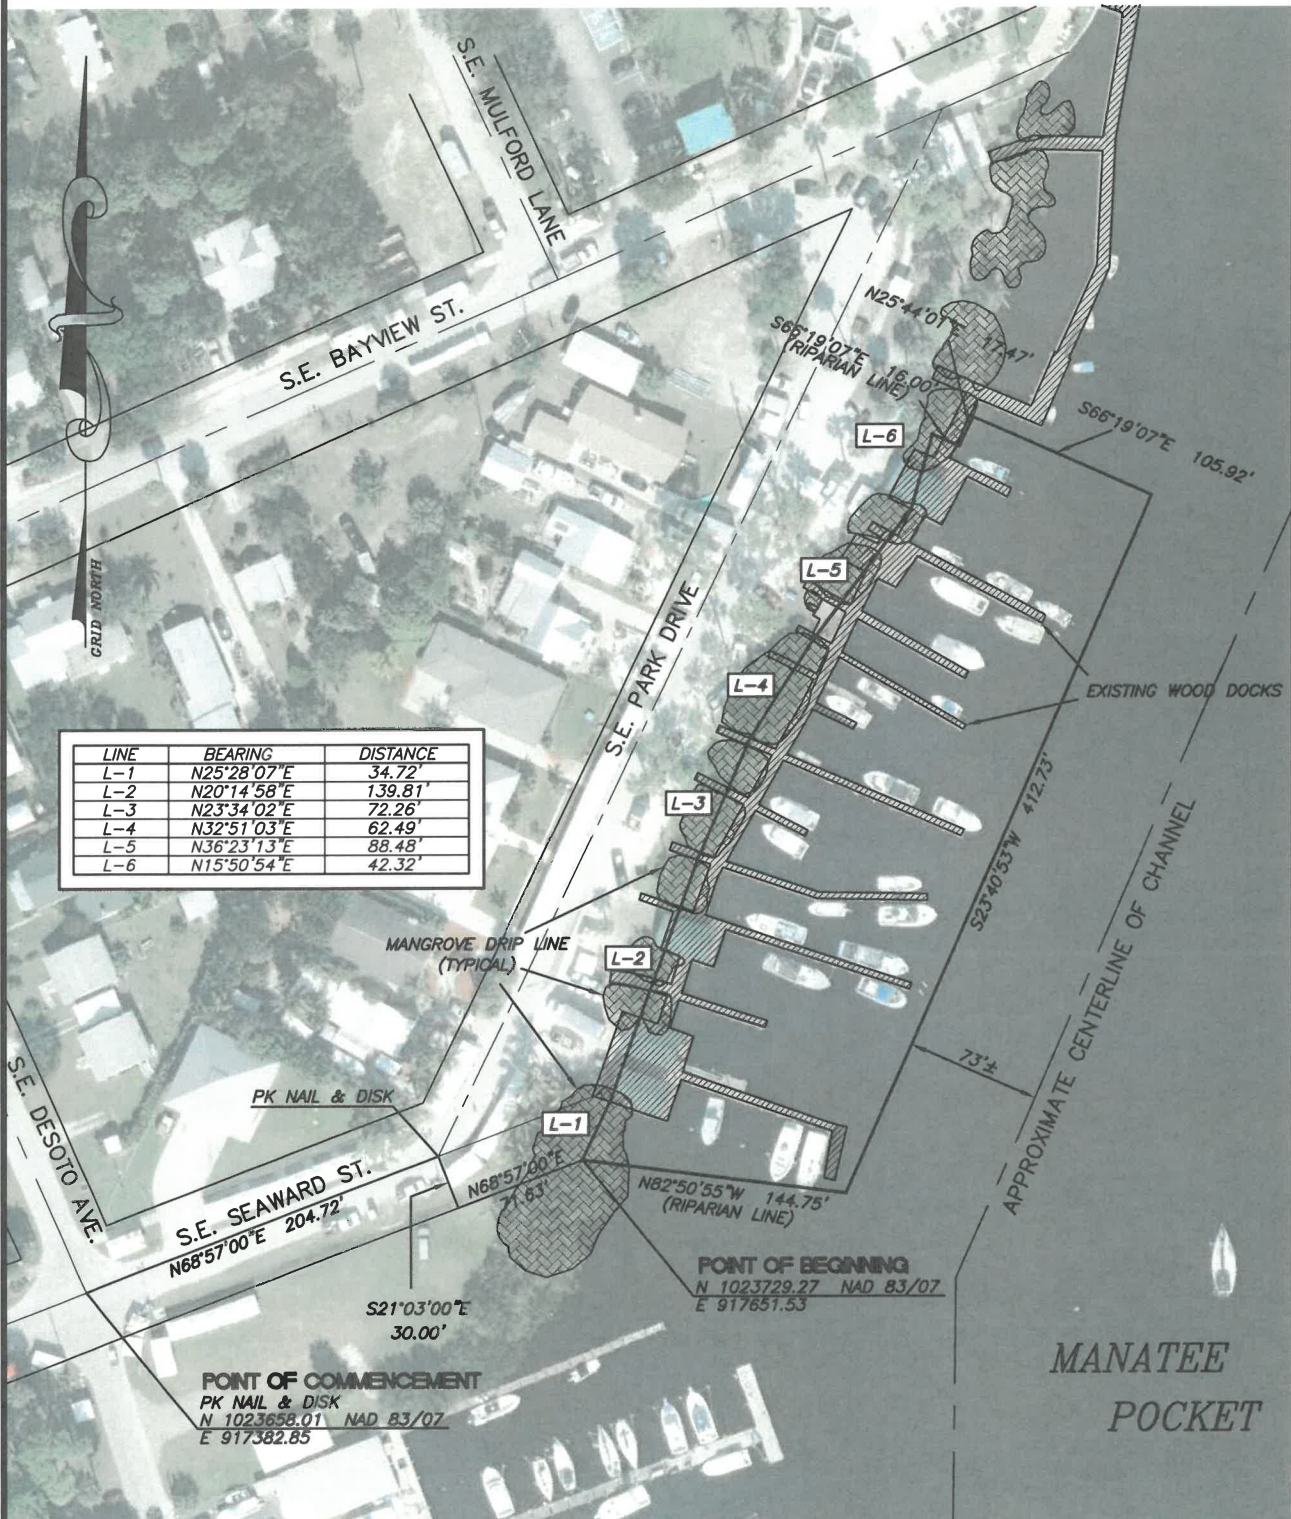 S.E. MULFORD LANE
S.E. BAYVIEW ST.
N25°44'01"E
17.47'
S66°19'07"E 16.00'
(RIPARIAN LINE)
L-6
S66°19'07"E 105.92'
GRID NORTH
L-5
S.E. PARK DRIVE
L-4
EXISTING WOOD DOCKS
LINE BEARING DISTANCE
L-1 N25°28'07"E 34.72'
L-2 N20°14'58"E 139.81'
L-3 N23°34'02"E 72.26'
L-4 N32°51'03"E 62.49'
L-5 N36°23'13"E 88.48'
L-6 N15°50'54"E 42.32'
L-3
S23°40'53"W 412.73'
APPROXIMATE CENTERLINE OF CHANNEL
MANGROVE DRIP LINE
(TYPICAL)
L-2
73'±
S.E. DESOTO AVE.
PK NAIL & DISK
L-1
S.E. SEAWARD ST.
N68°57'00"E 204.72'
N68°57'00"E
71.63'
N82°50'55"W 144.75'
(RIPARIAN LINE)
POINT OF BEGINNING
N 1023729.27 NAD 83/07
E 917651.53
S21°03'00"E
30.00'
POINT OF COMMENCEMENT
PK NAIL & DISK
N 1023658.01 NAD 83/07
E 917382.85
MANATEE
POCKET